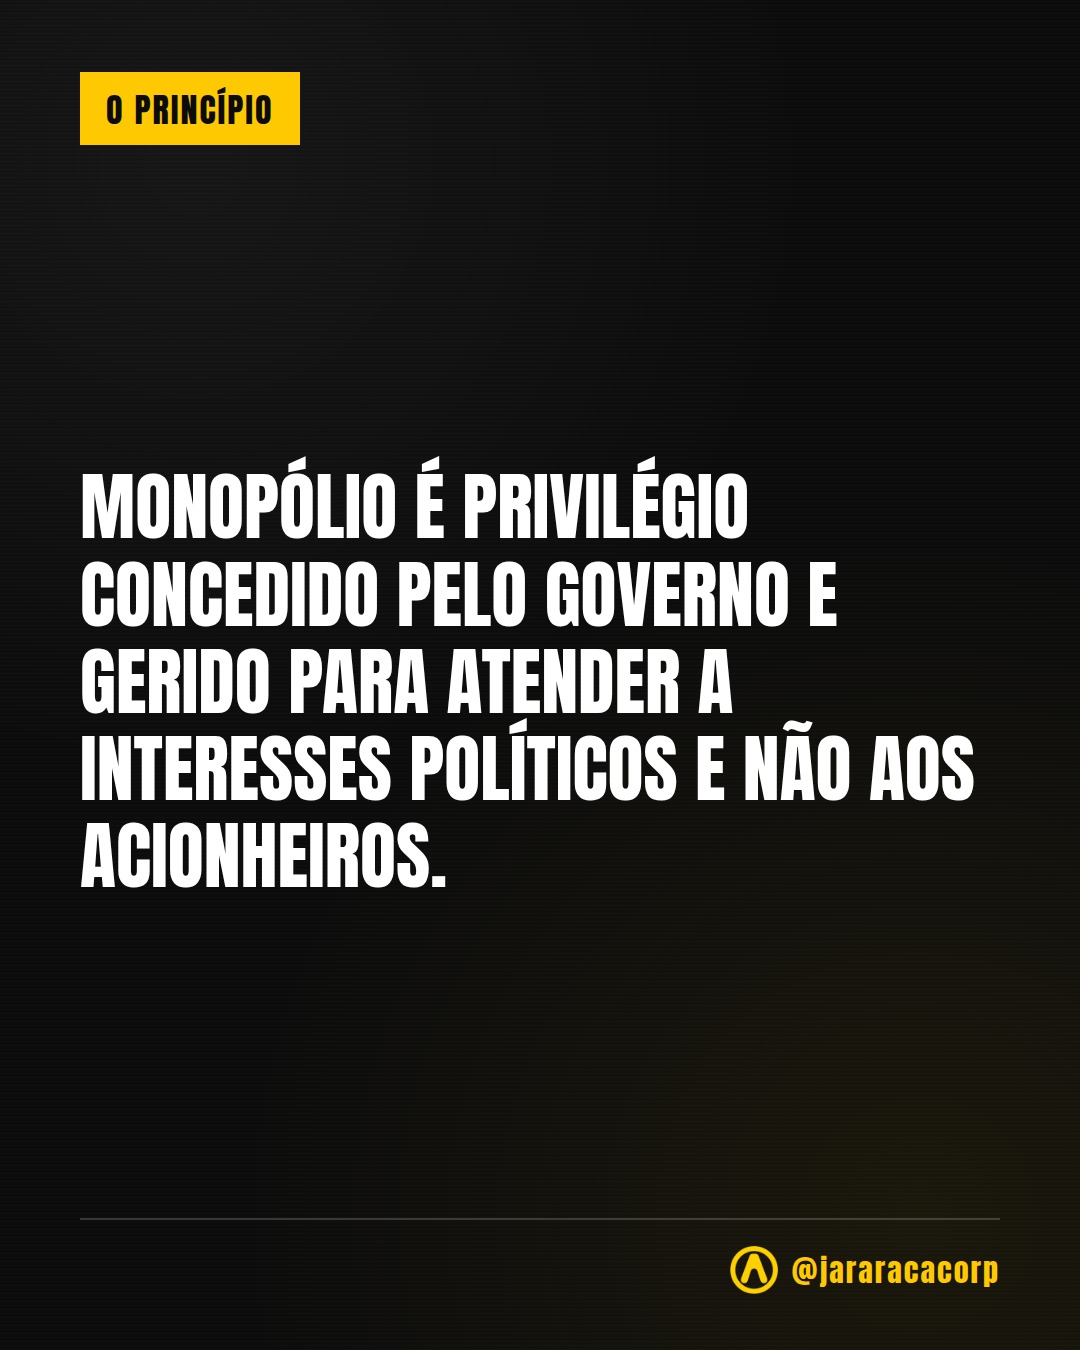 O PRINCÍPIO
MONOPÓLIO É PRIVILÉGIO
CONCEDIDO PELO GOVERNO E
GERIDO PARA ATENDER A
INTERESSES POLÍTICOS E NÃO AOS
ACIONHEIROS.
@jararacacorp